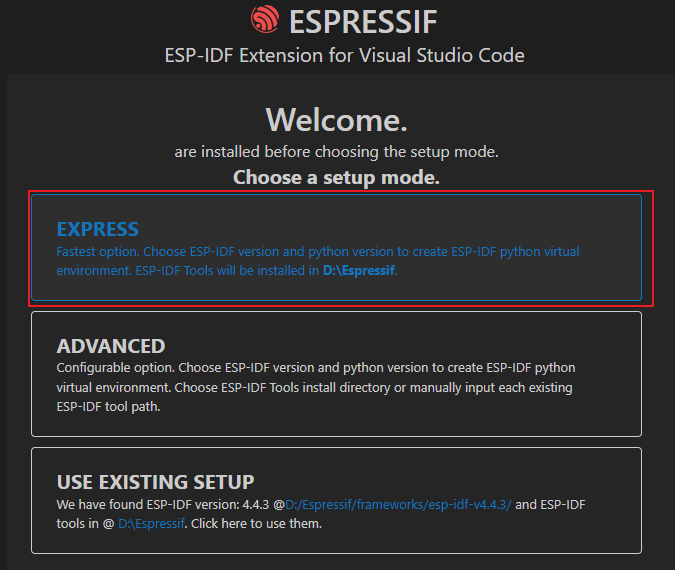 ESPRESSIF
ESP-IDF Extension for Visual Studio Code
Welcome.
are installed before choosing the setup mode.
Choose a setup mode.
EXPRESS
Fastest option. Choose ESP-IDF version and python version to create ESP-IDF python virtual
environment. ESP-IDF Tools will be installed in D:\Espressif.
ADVANCED
Configurable option. Choose ESP-IDF version and python version to create ESP-IDF python
virtual environment. Choose ESP-IDF Tools install directory or manually input each existing
ESP-IDF tool path.
USE EXISTING SETUP
We have found ESP-IDF version: 4.4.3 @D:/Espressif/frameworks/esp-idf-v4.4.3/ and ESP-IDF
tools in @ D:\Espressif. Click here to use them.